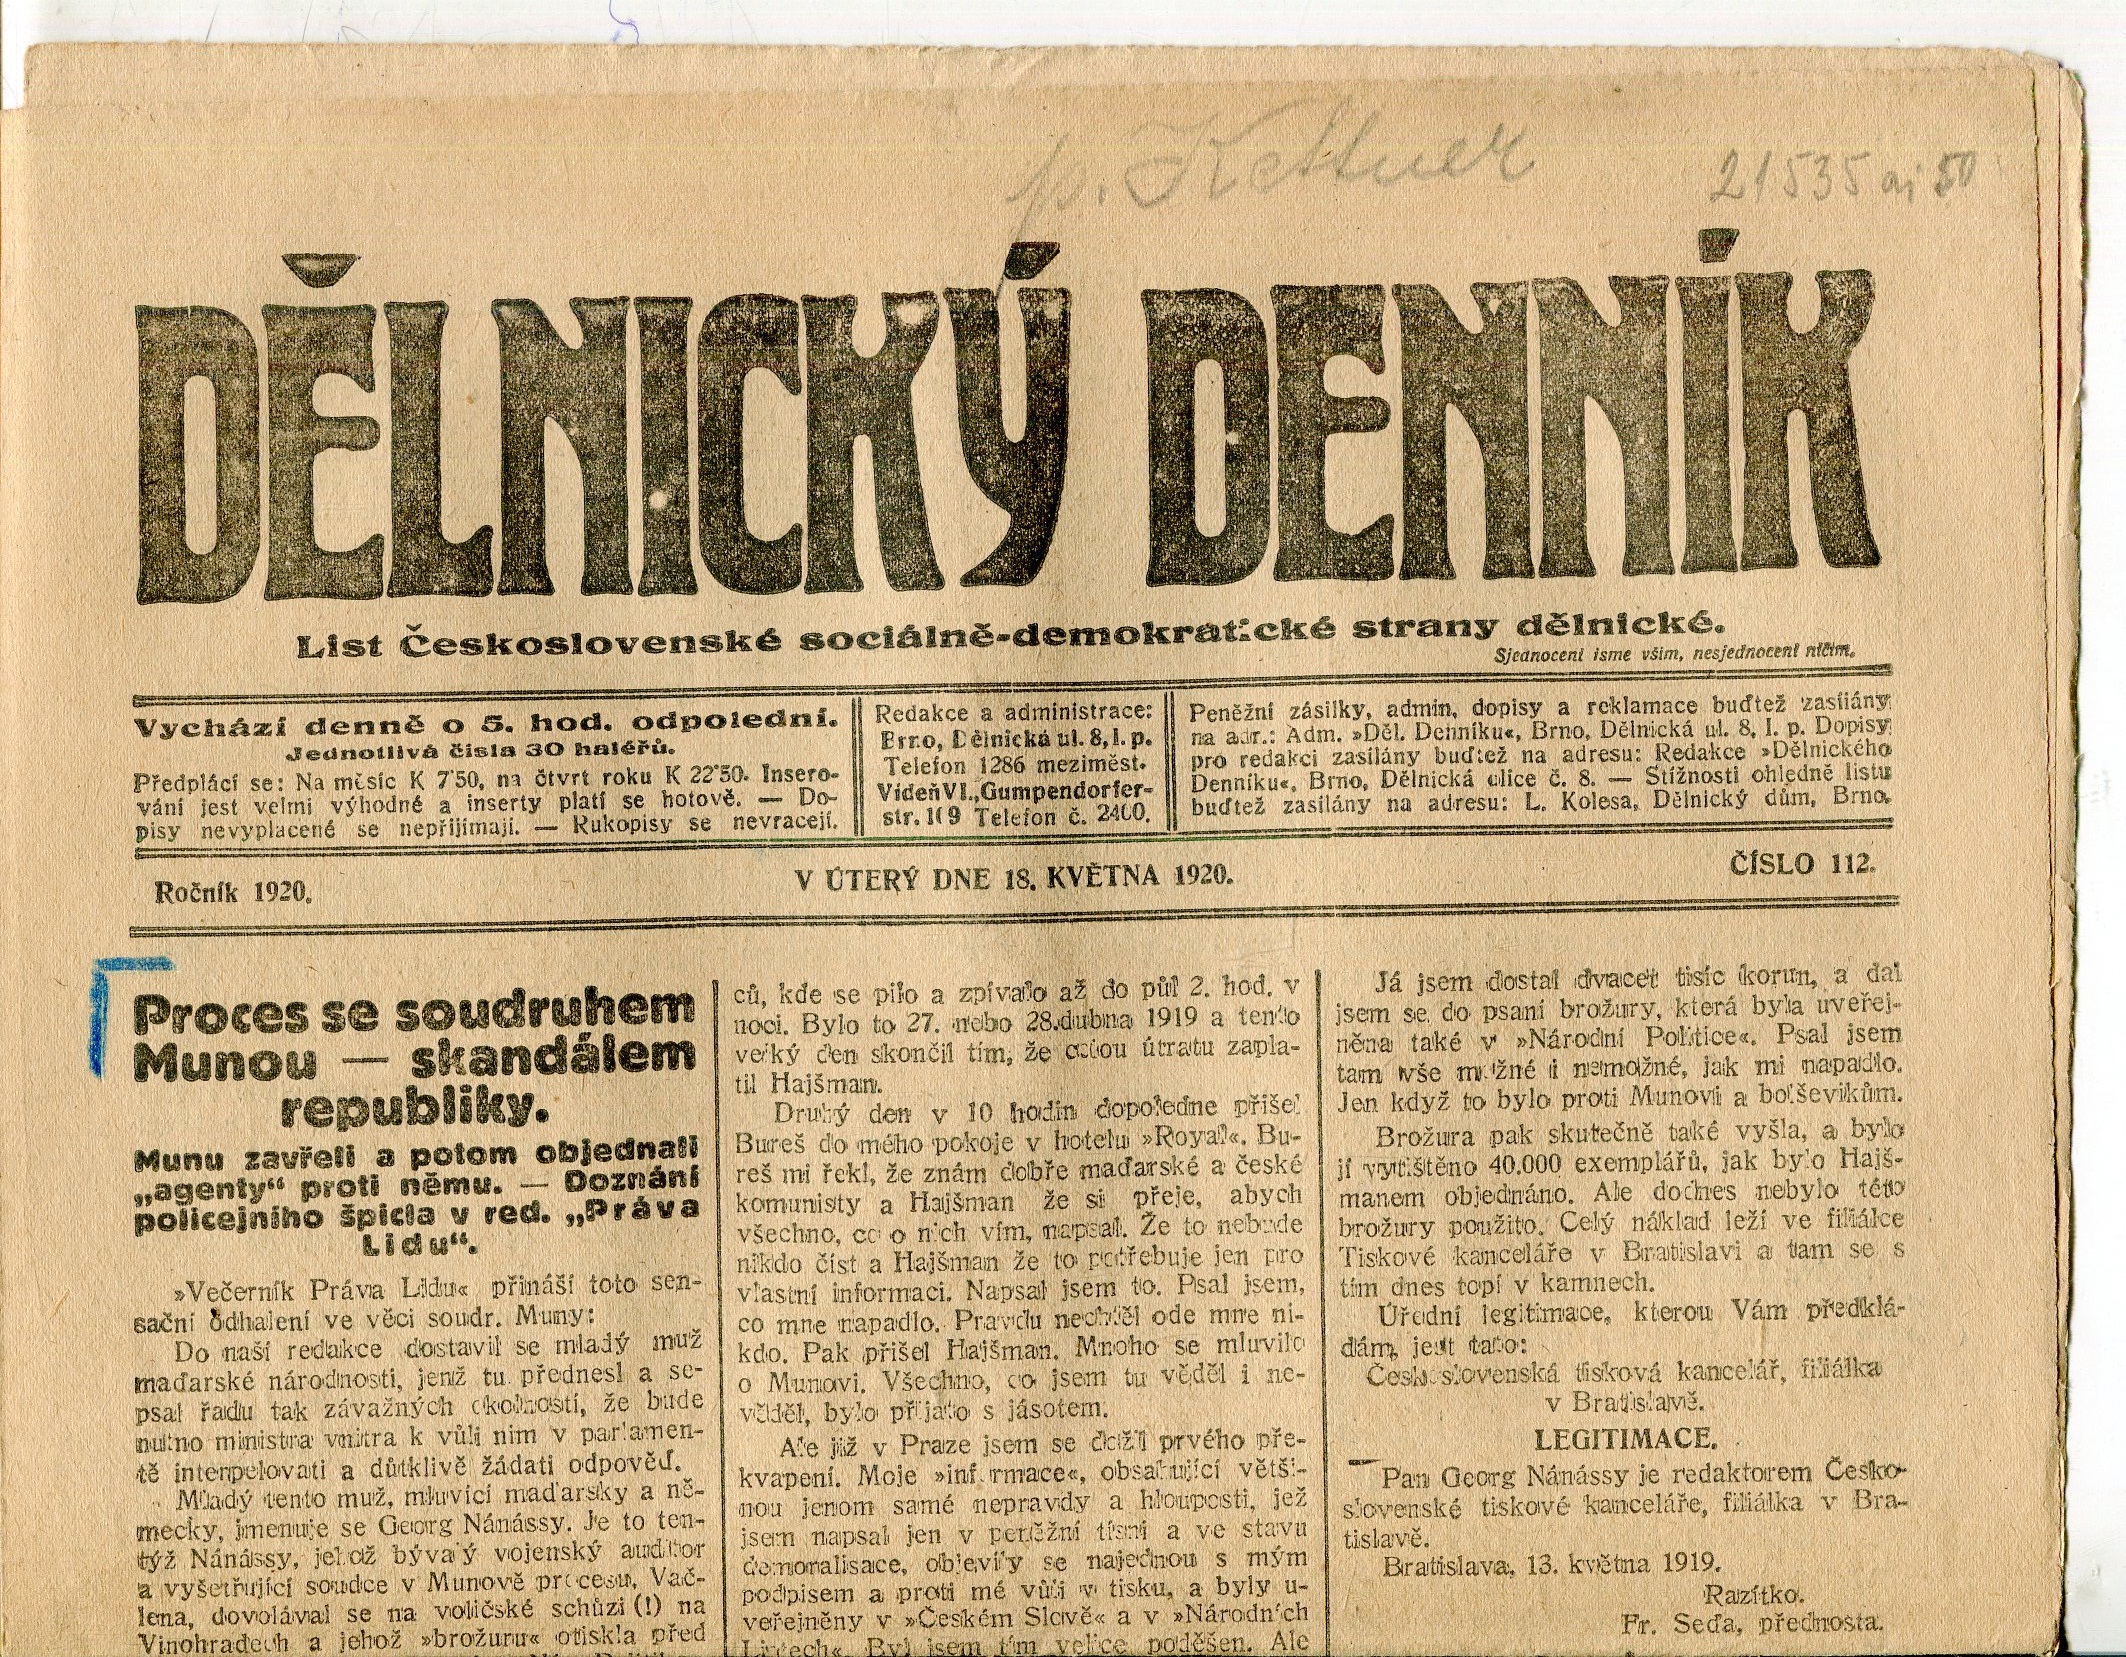 p. Kettner
21535 aj 50
DĚLNICKÝ DENNÍK
List Československé sociálně-demokratické strany dělnické.
Sjednoceni jsme vším, nesjednoceni ničím.
Vychází denně o 5. hod. odpolední.
Jednotlivá čísla 30 haléřů.
Předplácí se: Na měsíc K 7·50, na čtvrt roku K 22·50. Insero-
vání jest velmi výhodné a inserty platí se hotově. — Do-
pisy nevyplacené se nepřijímají. — Rukopisy se nevracejí.
Redakce a administrace:
Brno, Dělnická ul. 8, I. p.
Telefon 1286 meziměst.
Vídeň VI., Gumpendorfer-
str. 109 Telefon č. 2400.
Peněžní zásilky, admin. dopisy a reklamace buďtež zasílány
na adr.: Adm. »Děl. Denníku«, Brno, Dělnická ul. 8, I. p. Dopisy
pro redakci zasílány buďtež na adresu: Redakce »Dělnického
Denníku«, Brno, Dělnická ulice č. 8. — Stížnosti ohledně listu
buďtež zasílány na adresu: L. Kolesa, Dělnický dům, Brno.
Ročník 1920.
V ÚTERÝ DNE 18. KVĚTNA 1920.
ČÍSLO 112.
Proces se soudruhem
Munou — skandálem
republiky.
Munu zavřeli a potom objednali
„agenty“ proti němu. — Doznání
policejního špicla v red. „Práva
Lidu“.
»Večerník Práva Lidu« přináší toto sen-
sační odhalení ve věci soudr. Muny:
Do naší redakce dostavil se mladý muž
maďarské národnosti, jenž tu přednesl a se-
psal řadu tak závažných okolností, že bude
nutno ministra vnitra k vůli nim v parlamen-
tě interpelovati a důtklivě žádati odpověď.
Mladý tento muž, mluvící maďarsky a ně-
mecky, jmenuje se Georg Nánássy. Je to ten-
týž Nánássy, jehož bývalý vojenský auditor
a vyšetřující soudce v Munově procesu, Vač-
lena, dovolával se na voličské schůzi (!) na
Vinohradech a jehož »brožuru« otiskla před
ců, kde se pilo a zpívalo až do půl 2. hod. v
noci. Bylo to 27. nebo 28. dubna 1919 a tento
velký den skončil tím, že celou útratu zapla-
til Hajšman.
Druhý den v 10 hodin dopoledne přišel
Bureš do mého pokoje v hotelu »Royal«. Bu-
reš mi řekl, že znám dobře maďarské a české
komunisty a Hajšman že si přeje, abych
všechno, co o nich vím, napsal. Že to nebude
nikdo číst a Hajšman že to potřebuje jen pro
vlastní informaci. Napsal jsem to. Psal jsem,
co mne napadlo. Pravdu nechtěl ode mne ni-
kdo. Pak přišel Hajšman. Mnoho se mluvilo
o Munovi. Všechno, co jsem tu věděl i ne-
věděl, bylo přijato s jásotem.
Ale již v Praze jsem se dožil prvého pře-
kvapení. Moje »informace«, obsahující větši-
nou jenom samé nepravdy a hlouposti, jež
jsem napsal jen v peněžní tísni a ve stavu
demoralisace, objevily se najednou s mým
podpisem a proti mé vůli v tisku, a byly u-
veřejněny v »Českém Slově« a v »Národních
Listech«. Byl jsem tím velice poděšen. Ale
Já jsem dostal dvacet tisíc korun, a dal
jsem se do psaní brožury, která byla uveřej-
něna také v »Národní Politice«. Psal jsem
tam vše možné i nemožné, jak mi napadlo.
Jen když to bylo proti Munovi a bolševikům.
Brožura pak skutečně také vyšla, a bylo
jí vytištěno 40.000 exemplářů, jak bylo Hajš-
manem objednáno. Ale dodnes nebylo této
brožury použito. Celý náklad leží ve filiálce
Tiskové kanceláře v Bratislavi a tam se s
tím dnes topí v kamnech.
Úřední legitimace, kterou Vám předklá-
dám, jest tato:
Československá tisková kancelář, filiálka
v Bratislavě.
LEGITIMACE.
Pan Georg Nánássy je redaktorem Česko-
slovenské tiskové kanceláře, filiálka v Bra-
tislavě.
Bratislava, 13. května 1919.
Razítko.
Fr. Seďa, přednosta.